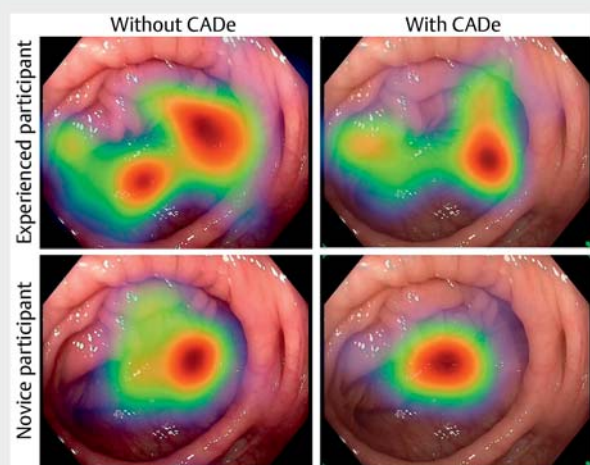 Without CADe
With CADe
Experienced participant
Novice participant